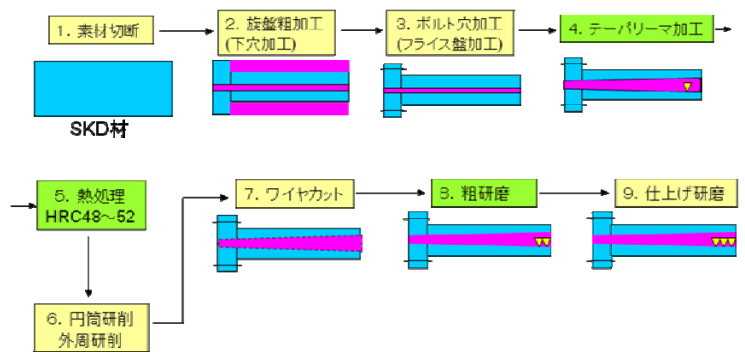 1. 素材切断
2. 旋盤粗加工
(下穴加工)
3. ボルト穴加工
(フライス盤加工)
4. テーパリーマ加工
SKD材
5. 熱処理
HRC48～52
7. ワイヤカット
8. 粗研磨
9. 仕上げ研磨
6. 円筒研削
外周研削